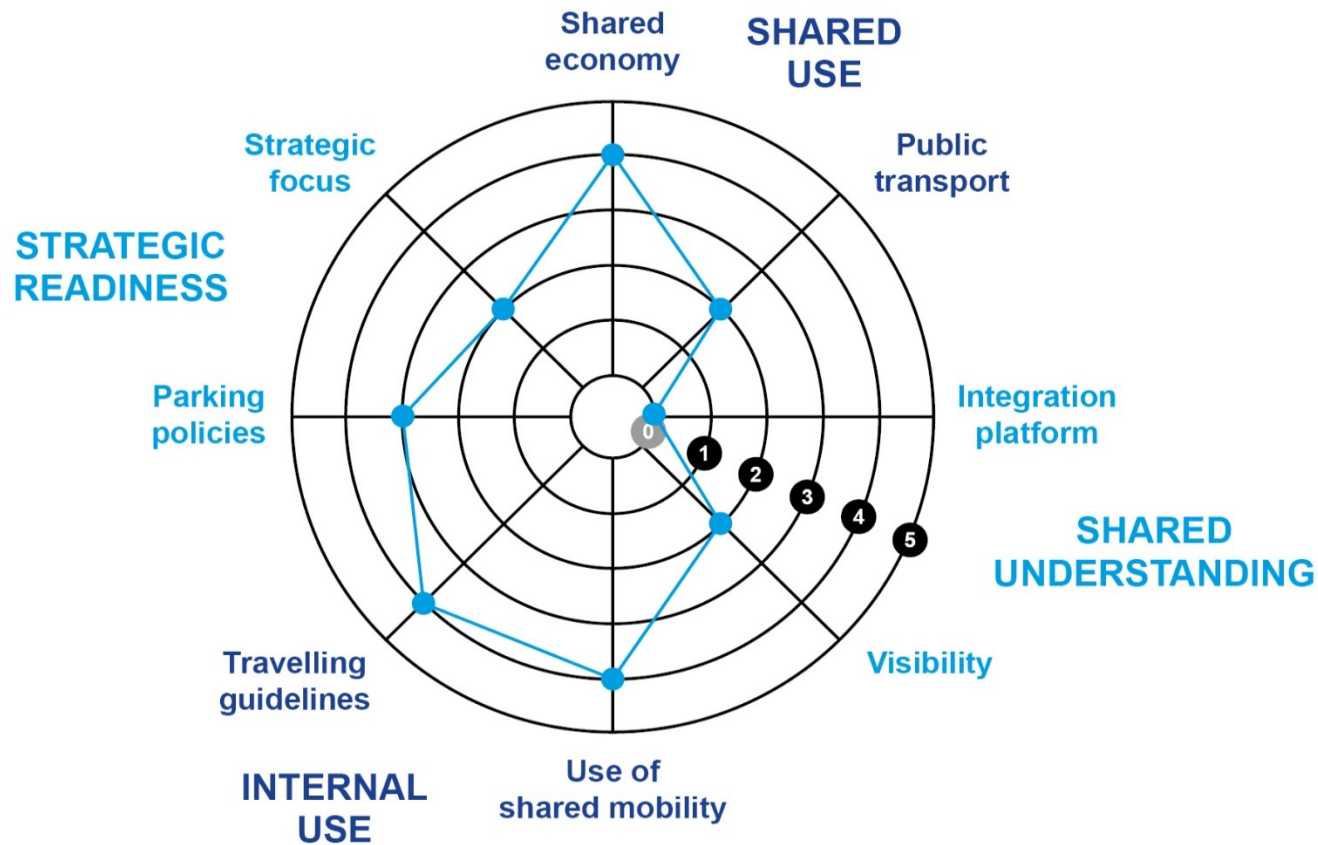 Shared
economy
SHARED
USE
Strategic
focus
Public
transport
STRATEGIC
READINESS
Parking
policies
Integration
platform
0
1
2
3
4
5
SHARED
UNDERSTANDING
Travelling
guidelines
Visibility
Use of
shared mobility
INTERNAL
USE